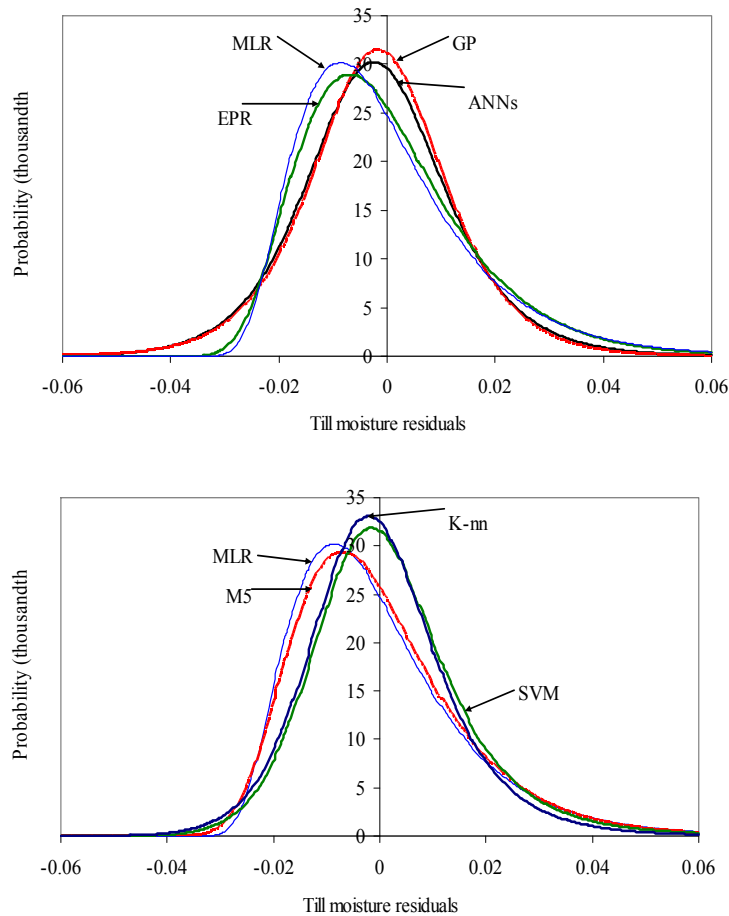 35
MLR
GP
30
ANNs
25
EPR
20
15
10
5
0
Probability (thousandth
-0.06 -0.04 -0.02 0 0.02 0.04 0.06
Till moisture residuals
35
K-nn
30
MLR
M5
25
20
15
SVM
10
5
0
Probability (thousandth
-0.06 -0.04 -0.02 0 0.02 0.04 0.06
Till moisture residuals